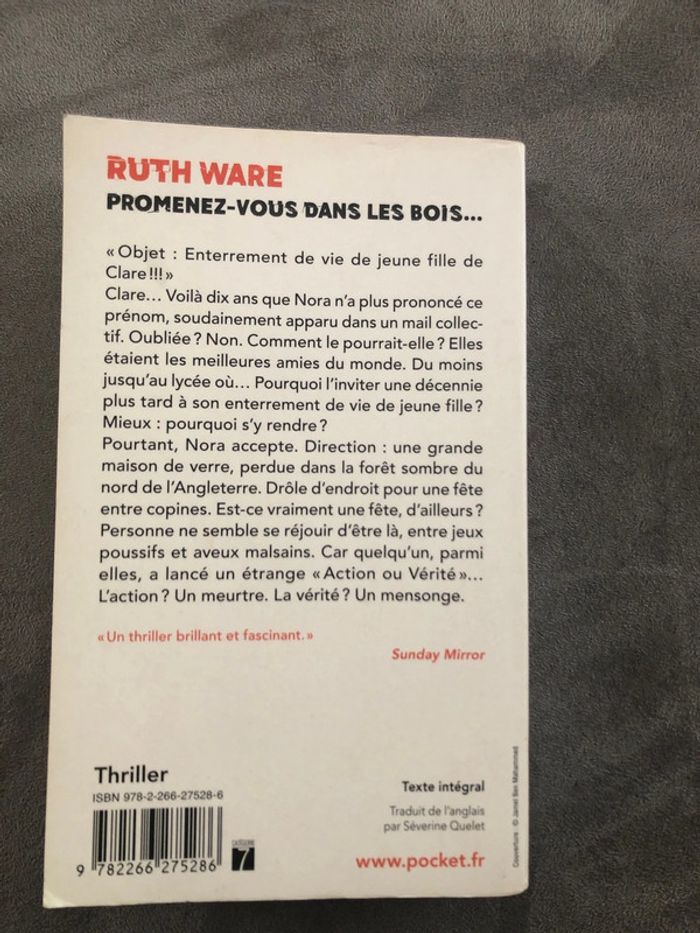 RUTH WARE
PROMENEZ-VOUS DANS LES BOIS...
« Objet : Enterrement de vie de jeune fille de
Clare !!! »
Clare... Voilà dix ans que Nora n'a plus prononcé ce
prénom, soudainement apparu dans un mail collec-
tif. Oubliée ? Non. Comment le pourrait-elle ? Elles
étaient les meilleures amies du monde. Du moins
jusqu'au lycée où... Pourquoi l'inviter une décennie
plus tard à son enterrement de vie de jeune fille ?
Mieux : pourquoi s'y rendre ?
Pourtant, Nora accepte. Direction : une grande
maison de verre, perdue dans la forêt sombre du
nord de l'Angleterre. Drôle d'endroit pour une fête
entre copines. Est-ce vraiment une fête, d'ailleurs ?
Personne ne semble se réjouir d'être là, entre jeux
poussifs et aveux malsains. Car quelqu'un, parmi
elles, a lancé un étrange « Action ou Vérité »...
L'action ? Un meurtre. La vérité ? Un mensonge.
« Un thriller brillant et fascinant. »
Sunday Mirror
Thriller
ISBN 978-2-266-27528-6
9 782266 275286
CATÉGORIE
7
Texte intégral
Traduit de l'anglais
par Séverine Quelet
www.pocket.fr
Couverture : © Jamel Ben Mahammed